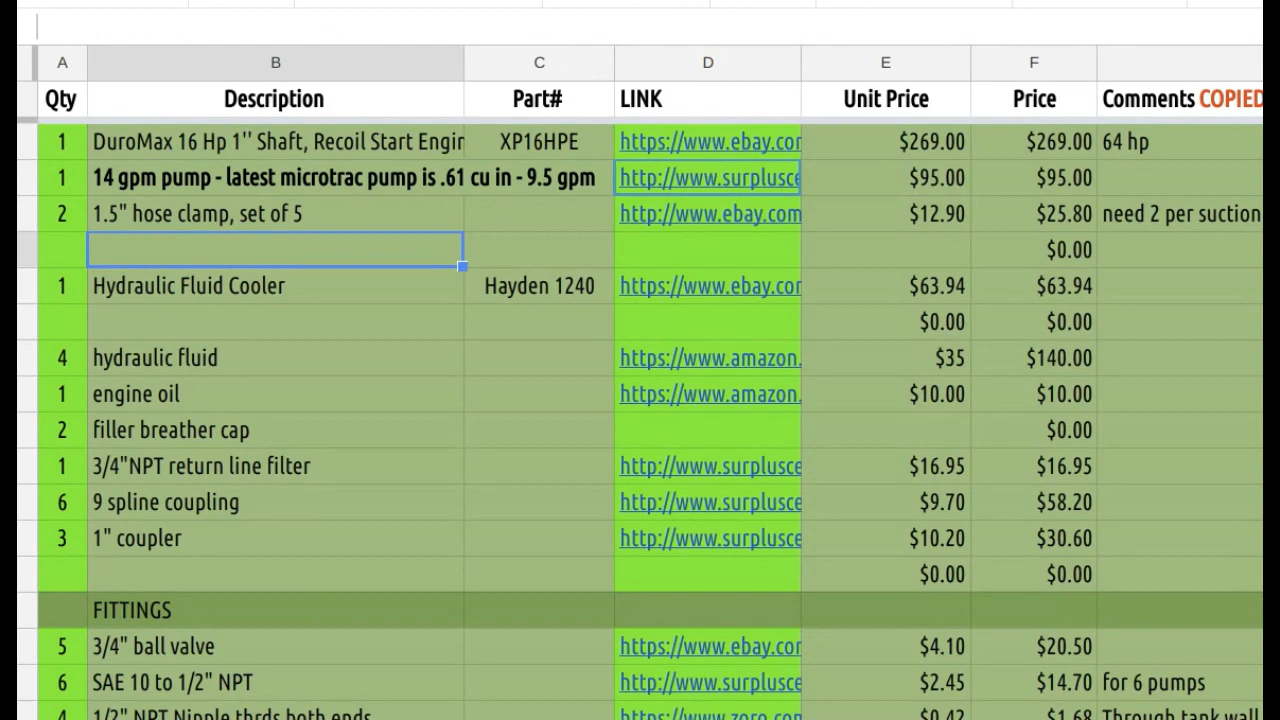 A B C D E F
Qty Description Part# LINK Unit Price Price Comments COPIED
1 DuroMax 16 Hp 1'' Shaft, Recoil Start Engin XP16HPE https://www.ebay.com $269.00 $269.00 64 hp
1 14 gpm pump - latest microtrac pump is .61 cu in - 9.5 gpm http://www.surplusce $95.00 $95.00
2 1.5" hose clamp, set of 5 http://www.ebay.com $12.90 $25.80 need 2 per suction
$0.00
1 Hydraulic Fluid Cooler Hayden 1240 https://www.ebay.com $63.94 $63.94
$0.00 $0.00
4 hydraulic fluid https://www.amazon. $35 $140.00
1 engine oil https://www.amazon. $10.00 $10.00
2 filler breather cap $0.00
1 3/4"NPT return line filter http://www.surplusce $16.95 $16.95
6 9 spline coupling http://www.surplusce $9.70 $58.20
3 1" coupler http://www.surplusce $10.20 $30.60
$0.00 $0.00
FITTINGS
5 3/4" ball valve https://www.ebay.com $4.10 $20.50
6 SAE 10 to 1/2" NPT http://www.surplusce $2.45 $14.70 for 6 pumps
4 1/2" NPT Nipple thrds both ends http://www.zoro.com $0.42 $1.68 Through tank wall